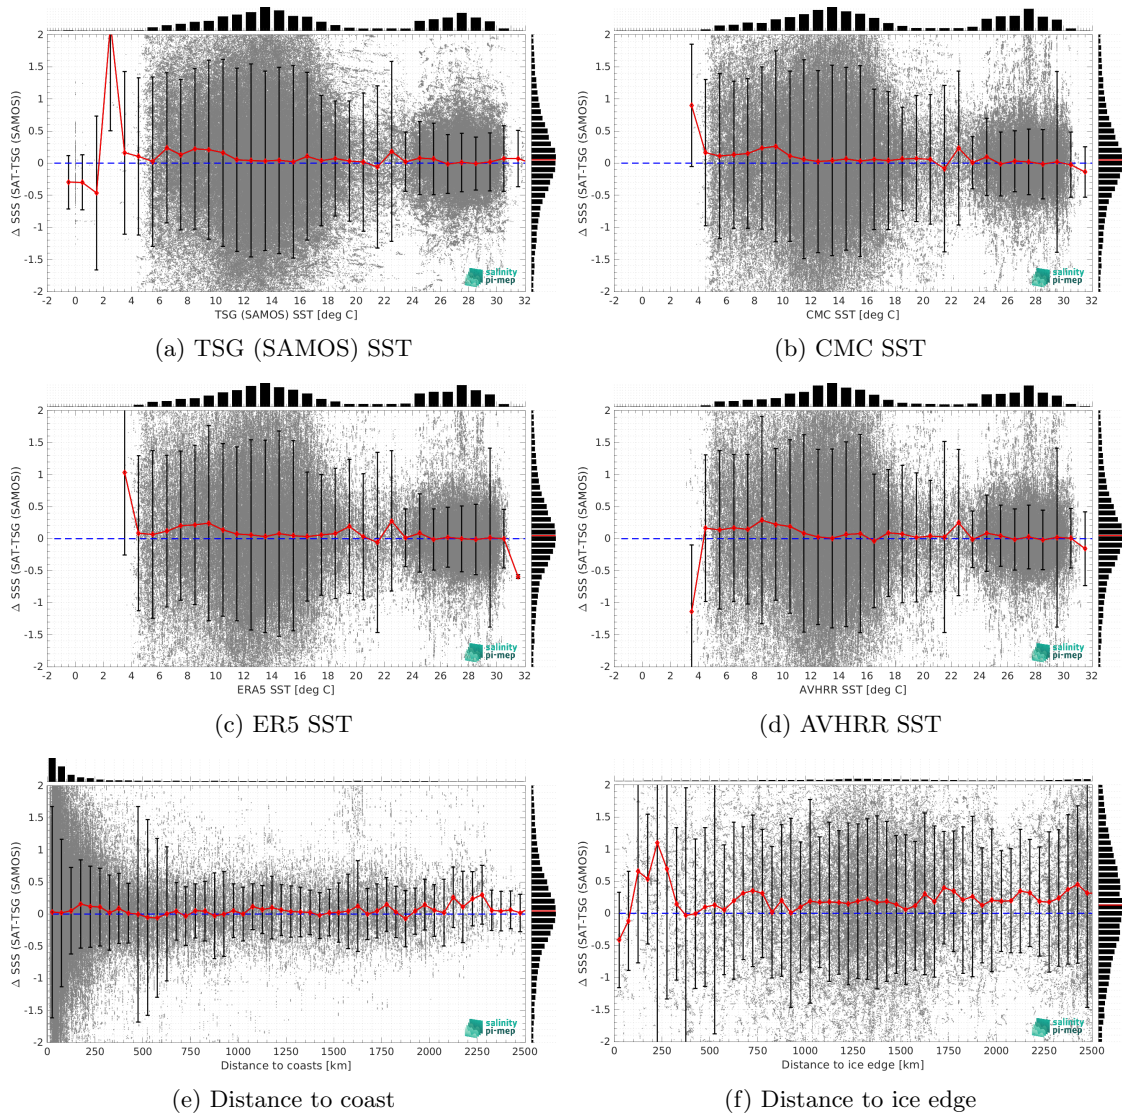 2
1.5
1
0.5
0
-0.5
-1
-1.5
-2
Δ SSS (SAT-TSG (SAMOS))
-2 0 2 4 6 8 10 12 14 16 18 20 22 24 26 28 30 32
TSG (SAMOS) SST [deg C]
salinity
pi-mep
(a) TSG (SAMOS) SST
2
1.5
1
0.5
0
-0.5
-1
-1.5
-2
Δ SSS (SAT-TSG (SAMOS))
-2 0 2 4 6 8 10 12 14 16 18 20 22 24 26 28 30 32
CMC SST [deg C]
salinity
pi-mep
(b) CMC SST
2
1.5
1
0.5
0
-0.5
-1
-1.5
-2
Δ SSS (SAT-TSG (SAMOS))
-2 0 2 4 6 8 10 12 14 16 18 20 22 24 26 28 30 32
ERA5 SST [deg C]
salinity
pi-mep
(c) ER5 SST
2
1.5
1
0.5
0
-0.5
-1
-1.5
-2
Δ SSS (SAT-TSG (SAMOS))
-2 0 2 4 6 8 10 12 14 16 18 20 22 24 26 28 30 32
AVHRR SST [deg C]
salinity
pi-mep
(d) AVHRR SST
2
1.5
1
0.5
0
-0.5
-1
-1.5
-2
Δ SSS (SAT-TSG (SAMOS))
0 250 500 750 1000 1250 1500 1750 2000 2250 2500
Distance to coasts [km]
salinity
pi-mep
(e) Distance to coast
2
1.5
1
0.5
0
-0.5
-1
-1.5
-2
Δ SSS (SAT-TSG (SAMOS))
0 250 500 750 1000 1250 1500 1750 2000 2250 2500
Distance to ice edge [km]
salinity
pi-mep
(f) Distance to ice edge